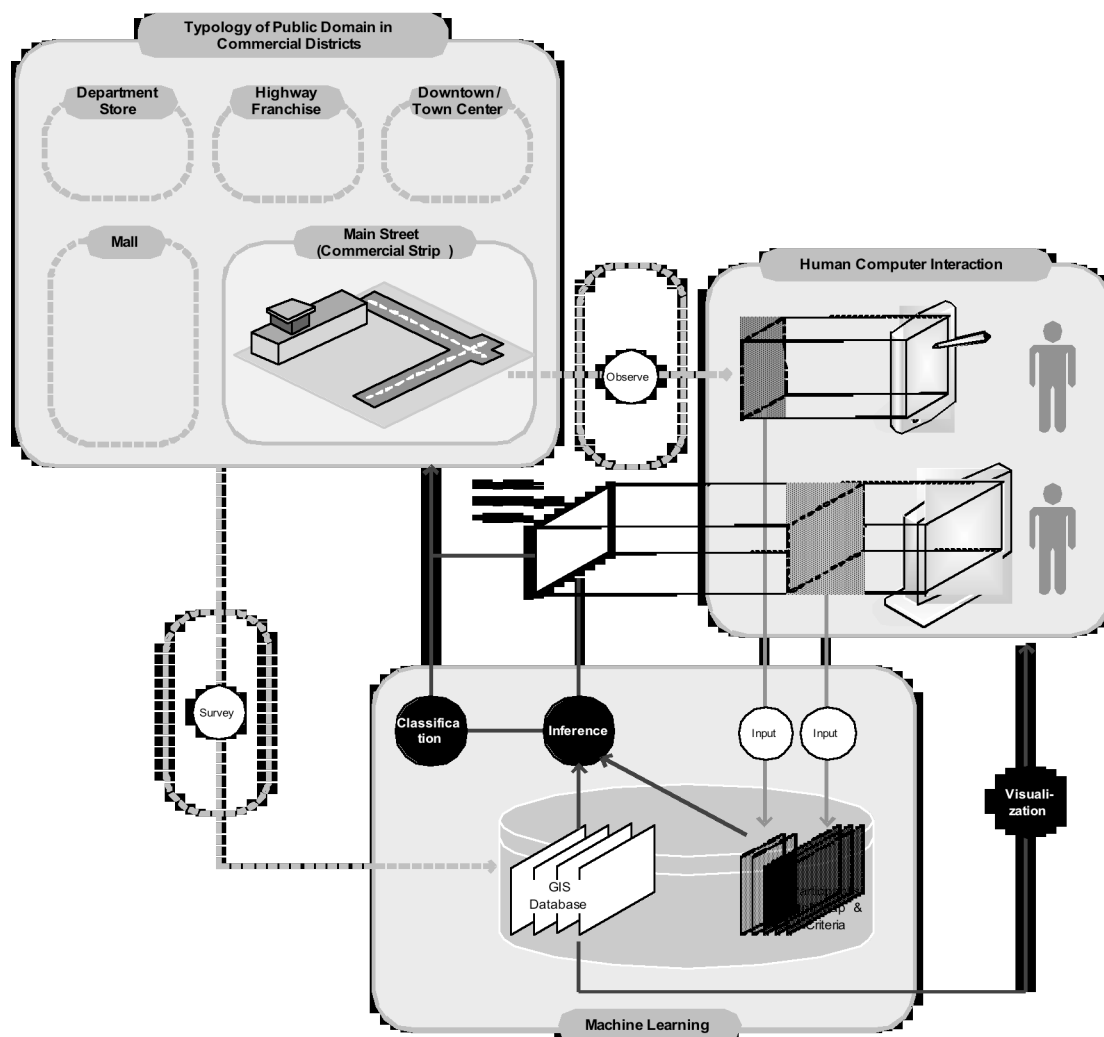 Typology of Public Domain in
Commercial Districts
Department
Store
Highway
Franchise
Downtown/
Town Center
Mall
Main Street
(Commercial Strip )
Human Computer Interaction
Observe
Survey
Classifica
tion
Inference
Input
Input
Visuali-
zation
GIS
Database
&
Criteria
Machine Learning